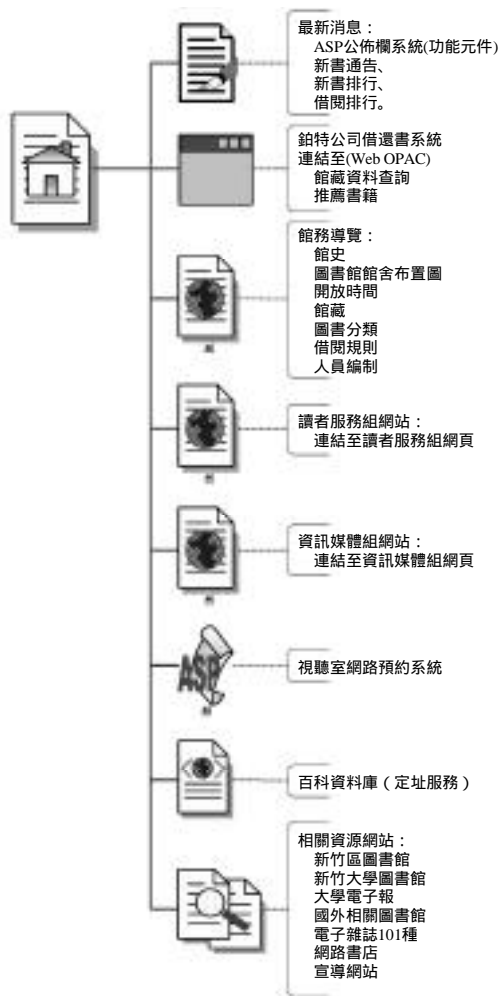 最新消息：
ASP公佈欄系統(功能元件)
新書通告、
新書排行、
借閱排行。
鉑特公司借還書系統
連結至(Web OPAC)
館藏資料查詢
推薦書籍
館務導覽：
館史
圖書館館舍布置圖
開放時間
館藏
圖書分類
借閱規則
人員編制
讀者服務組網站：
連結至讀者服務組網頁
資訊媒體組網站：
連結至資訊媒體組網頁
ASP
視聽室網路預約系統
百科資料庫（定址服務）
相關資源網站：
新竹區圖書館
新竹大學圖書館
大學電子報
國外相關圖書館
電子雜誌101種
網路書店
宣導網站